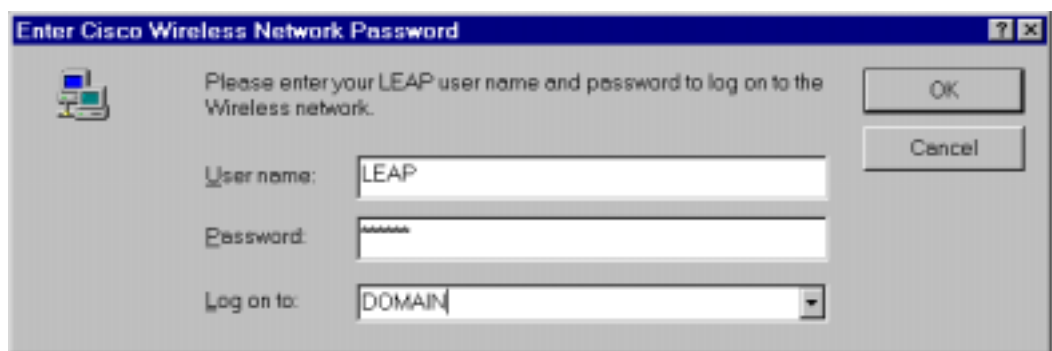 Enter Cisco Wireless Network Password
Please enter your LEAP user name and password to log on to the
Wireless network.
OK
Cancel
User name: LEAP
Password: ******
Log on to: DOMAIN